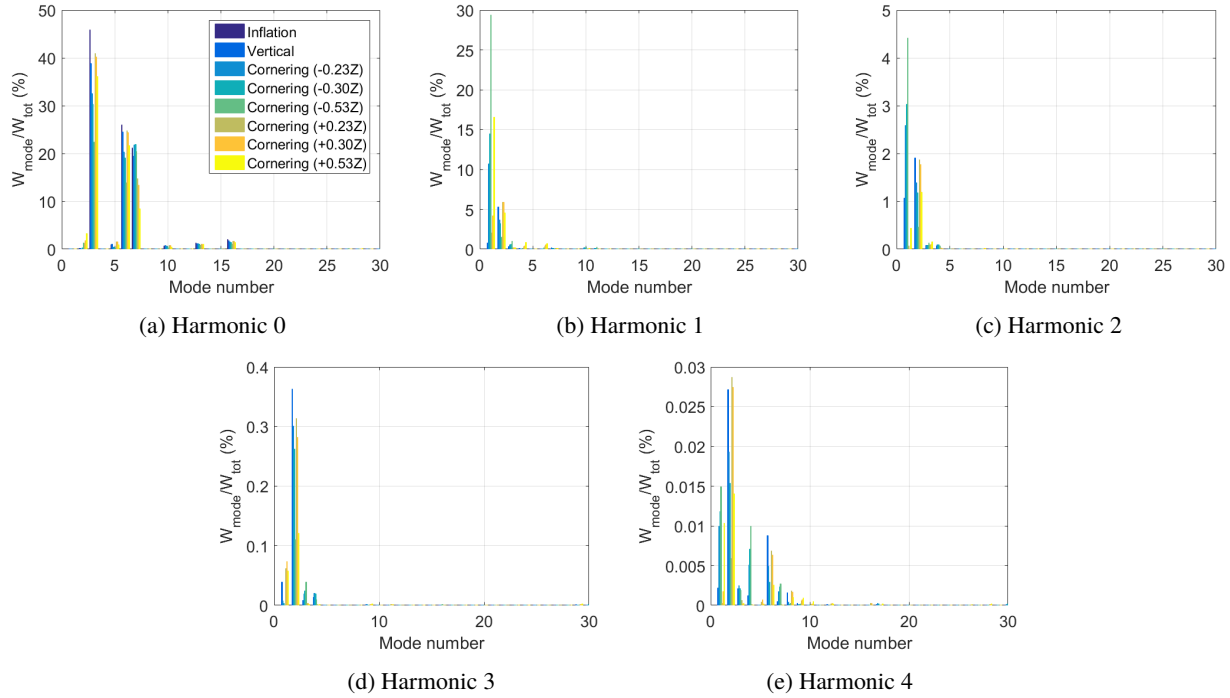 50
40
30
20
10
0
W_mode/W_tot (%)
0 5 10 15 20 25 30
Mode number
Inflation
Vertical
Cornering (-0.23Z)
Cornering (-0.30Z)
Cornering (-0.53Z)
Cornering (+0.23Z)
Cornering (+0.30Z)
Cornering (+0.53Z)
(a) Harmonic 0
30
25
20
15
10
5
0
W_mode/W_tot (%)
0 5 10 15 20 25 30
Mode number
(b) Harmonic 1
5
4
3
2
1
0
W_mode/W_tot (%)
0 5 10 15 20 25 30
Mode number
(c) Harmonic 2
0.4
0.3
0.2
0.1
0
W_mode/W_tot (%)
0 10 20 30
Mode number
(d) Harmonic 3
0.03
0.025
0.02
0.015
0.01
0.005
0
W_mode/W_tot (%)
0 10 20 30
Mode number
(e) Harmonic 4